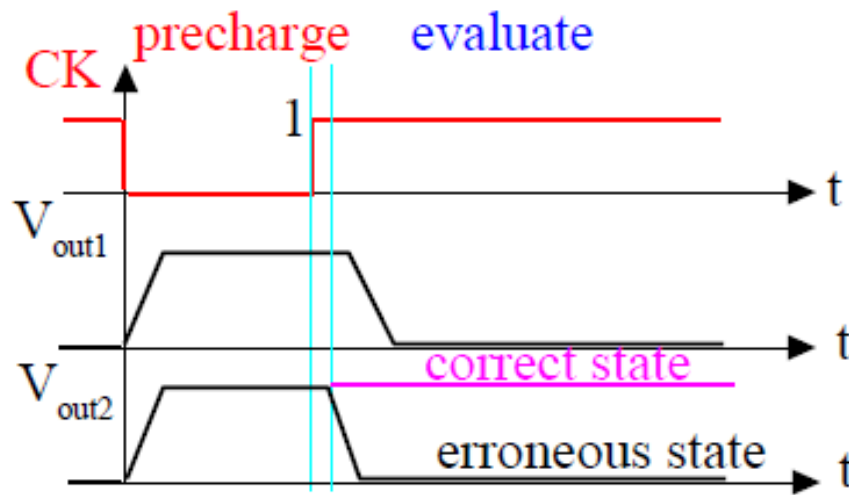 precharge evaluate
CK
1
t
Vout1
t
correct state
Vout2
erroneous state
t